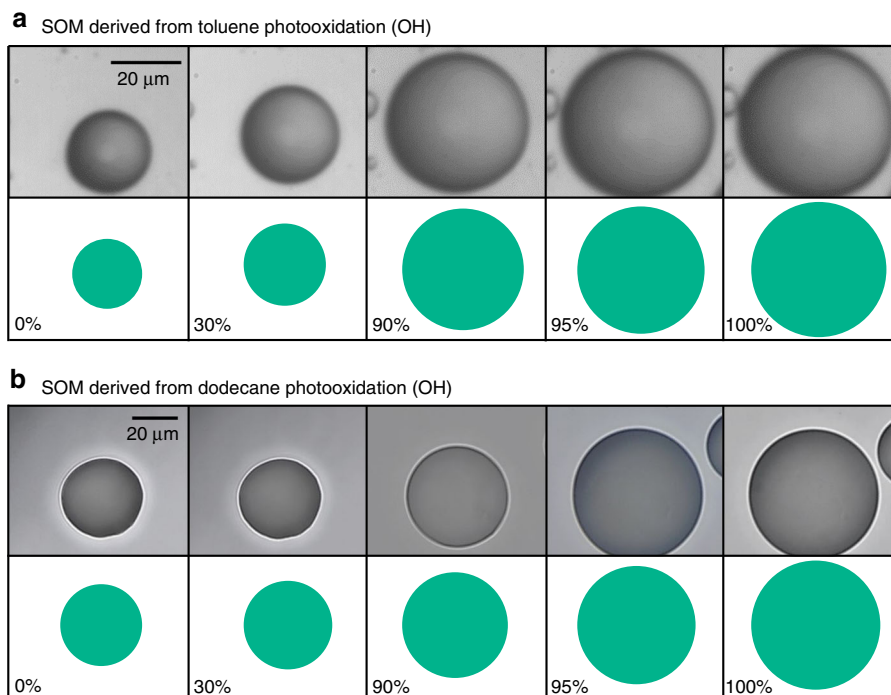 a SOM derived from toluene photooxidation (OH)
20 μm
0% 30% 90% 95% 100%
b SOM derived from dodecane photooxidation (OH)
20 μm
0% 30% 90% 95% 100%